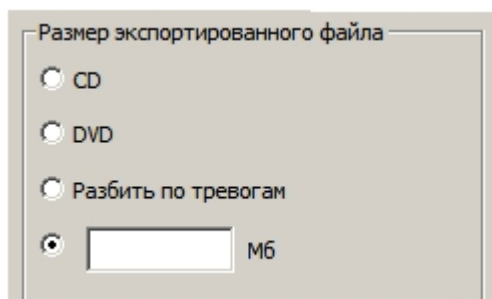 Размер экспортированного файла
CD
DVD
Разбить по тревогам
Мб